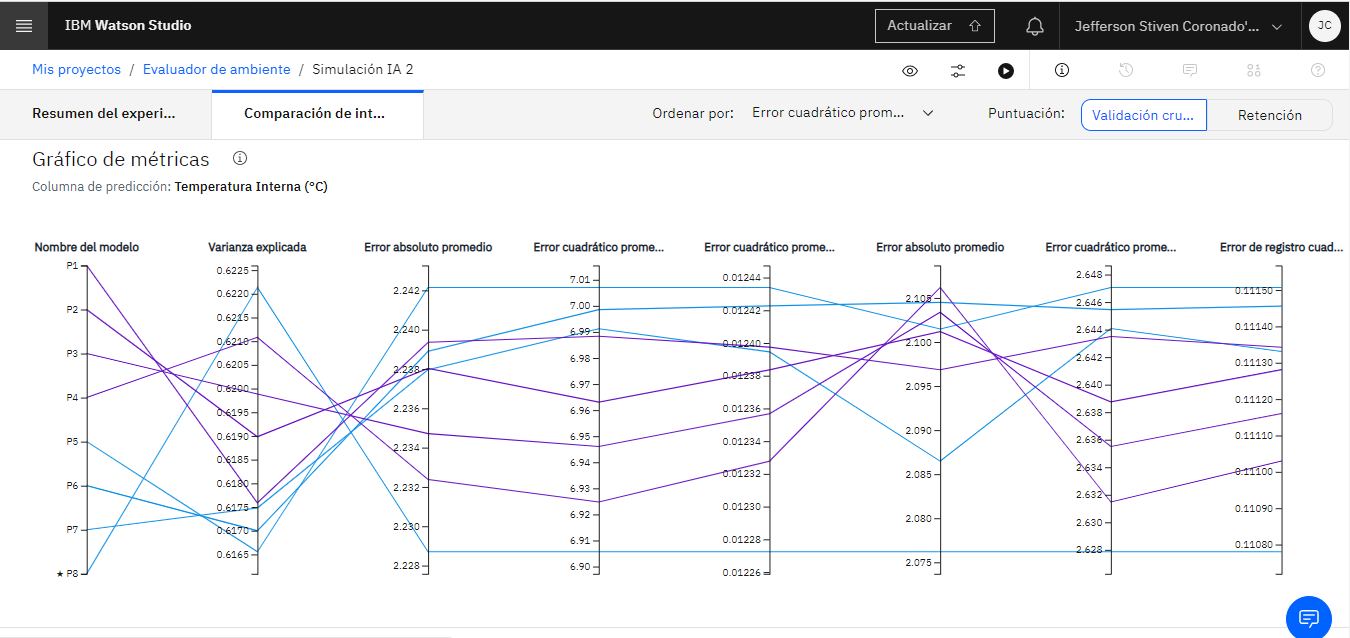 IBM Watson Studio
Actualizar
Jefferson Stiven Coronado'...
JC
Mis proyectos / Evaluador de ambiente / Simulación IA 2
Resumen del experi...
Comparación de int...
Ordenar por: Error cuadrático prom...
Puntuación: Validación cru... Retención
Gráfico de métricas
Columna de predicción: Temperatura Interna (°C)
Nombre del modelo
P1
P2
P3
P4
P5
P6
P7
★ P8
Varianza explicada
0.6225
0.6220
0.6215
0.6210
0.6205
0.6200
0.6195
0.6190
0.6185
0.6180
0.6175
0.6170
0.6165
Error absoluto promedio
2.242
2.240
2.238
2.236
2.234
2.232
2.230
2.228
Error cuadrático prome...
7.01
7.00
6.99
6.98
6.97
6.96
6.95
6.94
6.93
6.92
6.91
6.90
Error cuadrático prome...
0.01244
0.01242
0.01240
0.01238
0.01236
0.01234
0.01232
0.01230
0.01228
0.01226
Error absoluto promedio
2.105
2.100
2.095
2.090
2.085
2.080
2.075
Error cuadrático prome...
2.648
2.646
2.644
2.642
2.640
2.638
2.636
2.634
2.632
2.630
2.628
Error de registro cuad...
0.11150
0.11140
0.11130
0.11120
0.11110
0.11100
0.11090
0.11080